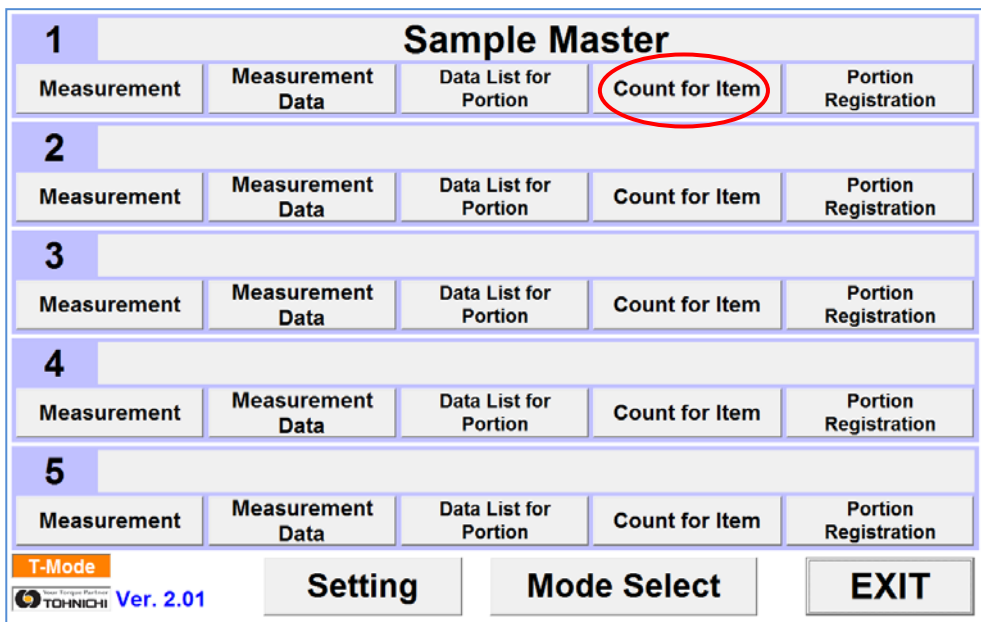 1 Sample Master
Measurement Measurement Data Data List for Portion Count for Item Portion Registration
2
Measurement Measurement Data Data List for Portion Count for Item Portion Registration
3
Measurement Measurement Data Data List for Portion Count for Item Portion Registration
4
Measurement Measurement Data Data List for Portion Count for Item Portion Registration
5
Measurement Measurement Data Data List for Portion Count for Item Portion Registration
T-Mode
Setting Mode Select EXIT
Your Torque Partner
TOHNICHI Ver. 2.01